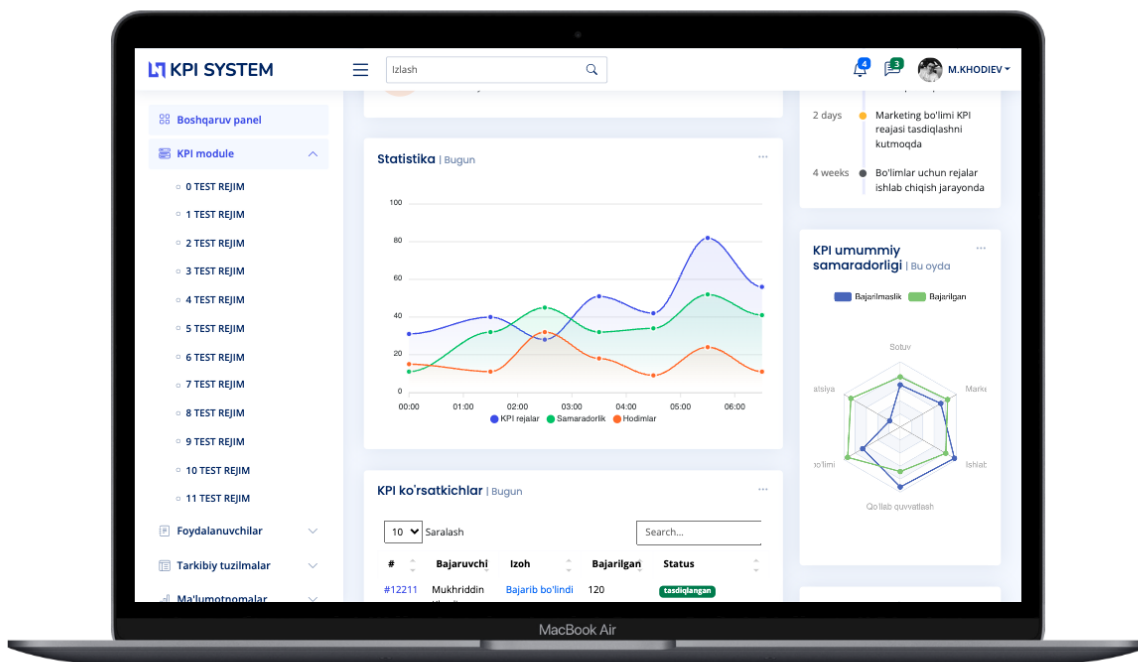 KPI SYSTEM
Izlash
4
3
M.KHODIEV
Boshqaruv panel
KPI module
0 TEST REJIM
1 TEST REJIM
2 TEST REJIM
3 TEST REJIM
4 TEST REJIM
5 TEST REJIM
6 TEST REJIM
7 TEST REJIM
8 TEST REJIM
9 TEST REJIM
10 TEST REJIM
11 TEST REJIM
Foydalanuvchilar
Tarkibiy tuzilmalar
Ma'lumotnomalar
Statistika | Bugun
100
80
60
40
20
0
00:00 01:00 02:00 03:00 04:00 05:00 06:00
KPI rejalar Samaradorlik Hodimlar
KPI ko'rsatkichlar | Bugun
10 Saralash
Search...
# Bajaruvchi Izoh Bajarilgan Status
#12211 Mukhriddin Bajarib bo'lindi 120 tasdiqlangan
2 days Marketing bo'limi KPI
reajasi tasdiqlashni
kutmoqda
4 weeks Bo'limlar uchun rejalar
ishlab chiqish jarayonda
KPI umummiy
samaradorligi | Bu oyda
Bajarilmaslik Bajarilgan
Sotuv
atsiya
Marke
Ishlab
o'limi
Qo'llab quvvatlash
MacBook Air